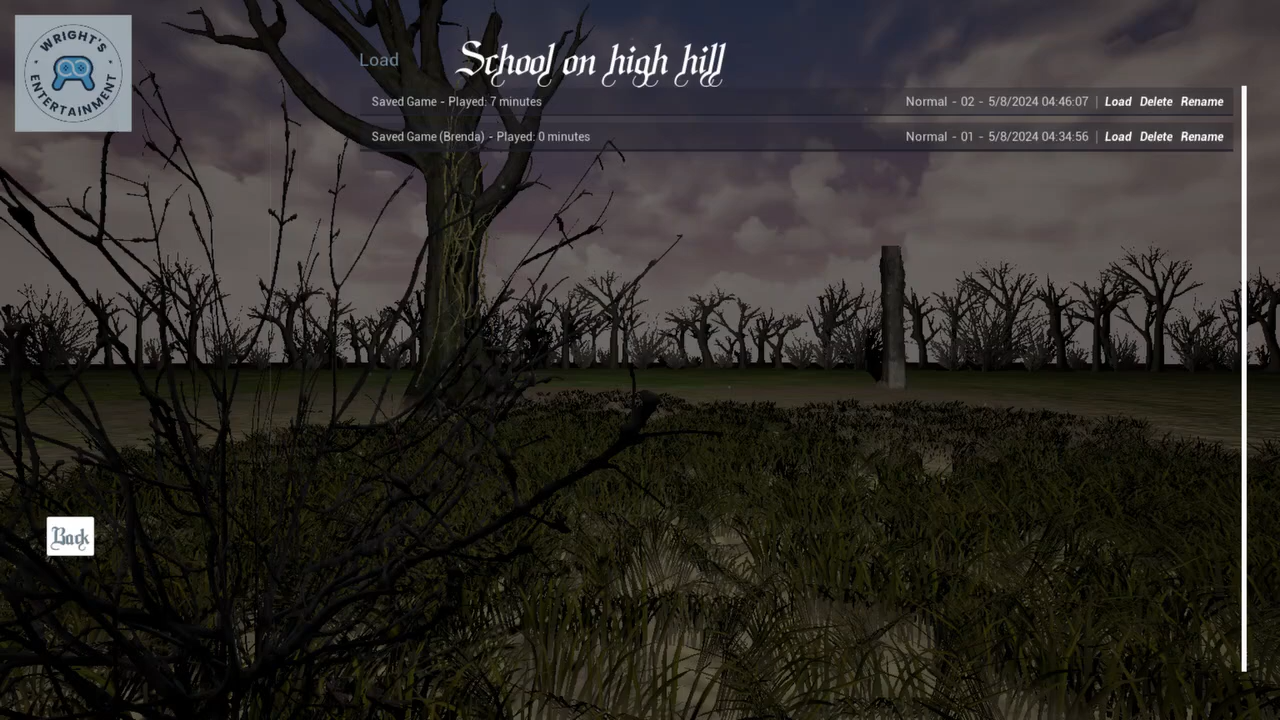 WRIGHT'S
ENTERTAINMENT
Load
School on high hill
Saved Game - Played: 7 minutes
Normal - 02 - 5/8/2024 04:46:07 | Load Delete Rename
Saved Game (Brenda) - Played: 0 minutes
Normal - 01 - 5/8/2024 04:34:56 | Load Delete Rename
Back